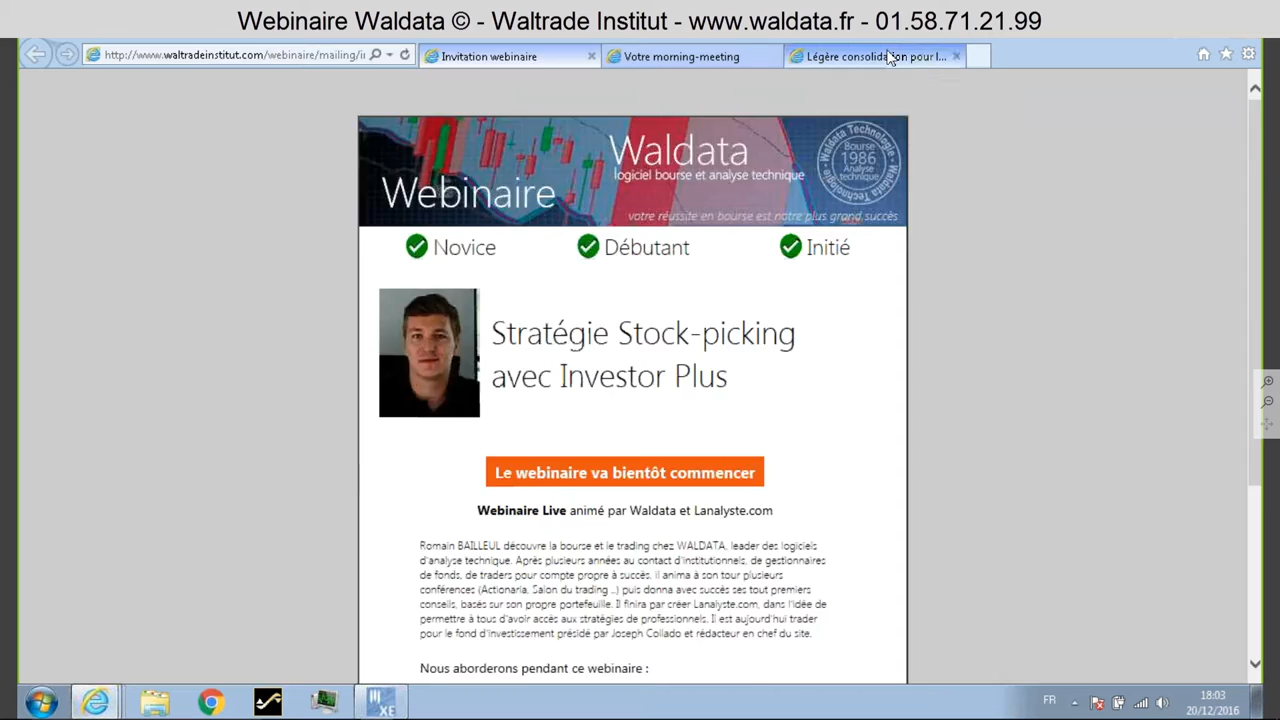 Webinaire Waldata © - Waltrade Institut - www.waldata.fr - 01.58.71.21.99
http://www.waltradeinstitut.com/webinaire/mailing/ir
Invitation webinaire
Votre morning-meeting
Légère consolidation pour l...
Waldata
logiciel bourse et analyse technique
Webinaire
Waldata Technologie
Bourse
1986
Analyse
technique
votre réussite en bourse est notre plus grand succès
Novice
Débutant
Initié
Stratégie Stock-picking
avec Investor Plus
Le webinaire va bientôt commencer
Webinaire Live animé par Waldata et Lanalyste.com
Romain BAILLEUL découvre la bourse et le trading chez WALDATA, leader des logiciels
d'analyse technique. Après plusieurs années au contact d'institutionnels, de gestionnaires
de fonds, de traders pour compte propre à succès, il anima à son tour plusieurs
conférences (Actionaria, Salon du trading ...) puis donna avec succès ses tout premiers
conseils, basés sur son propre portefeuille. Il finira par créer Lanalyste.com, dans l'idée de
permettre à tous d'avoir accès aux stratégies de professionnels. Il est aujourd'hui trader
pour le fond d'investissement présidé par Joseph Collado et rédacteur en chef du site.
Nous aborderons pendant ce webinaire :
XE
FR
18:03
20/12/2016